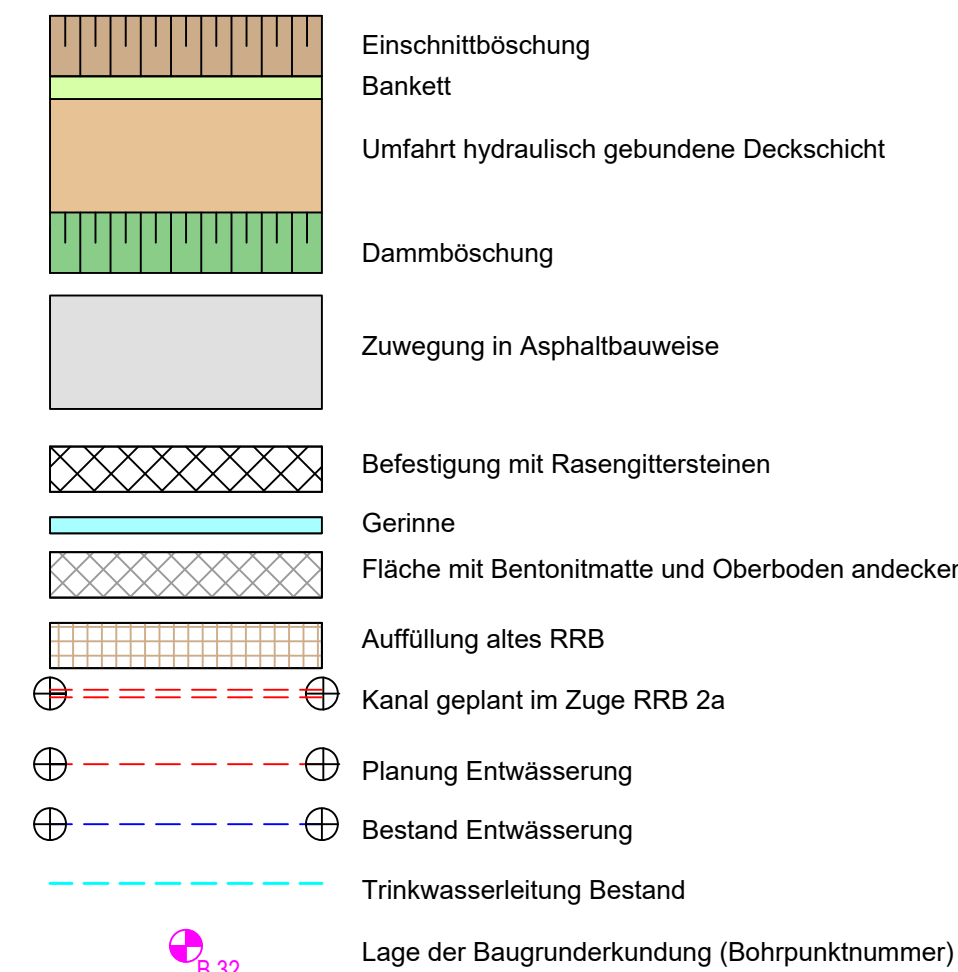 Einschnittböschung
Bankett
Umfahrt hydraulisch gebundene Deckschicht
Dammböschung
Zuwegung in Asphaltbauweise
Befestigung mit Rasengittersteinen
Gerinne
Fläche mit Bentonitmatte und Oberboden andecken
Auffüllung altes RRB
Kanal geplant im Zuge RRB 2a
Planung Entwässerung
Bestand Entwässerung
Trinkwasserleitung Bestand
Lage der Baugrunderkundung (Bohrpunktnummer)
B 32